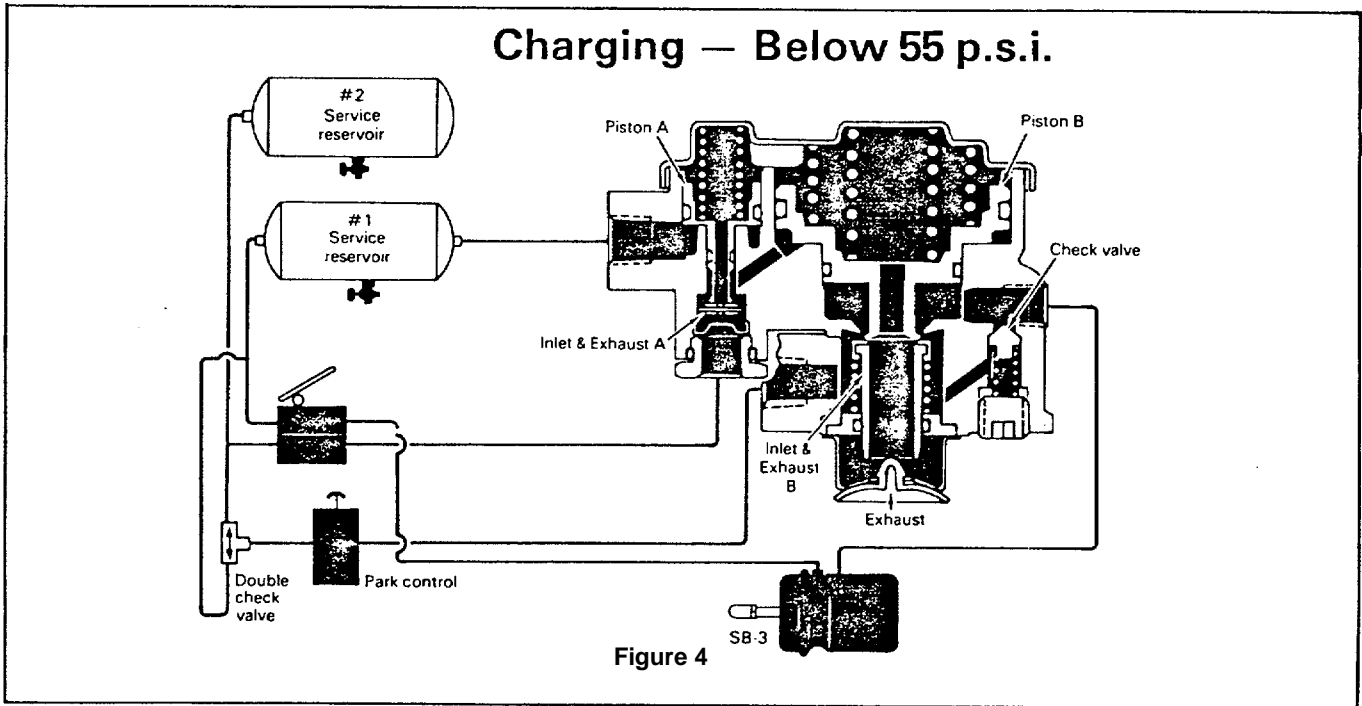 Charging — Below 55 p.s.i.
#2
Service
reservoir
#1
Service
reservoir
Piston A
Piston B
Check valve
Inlet & Exhaust A
Inlet &
Exhaust
B
Exhaust
Double
check
valve
Park control
SB-3
Figure 4